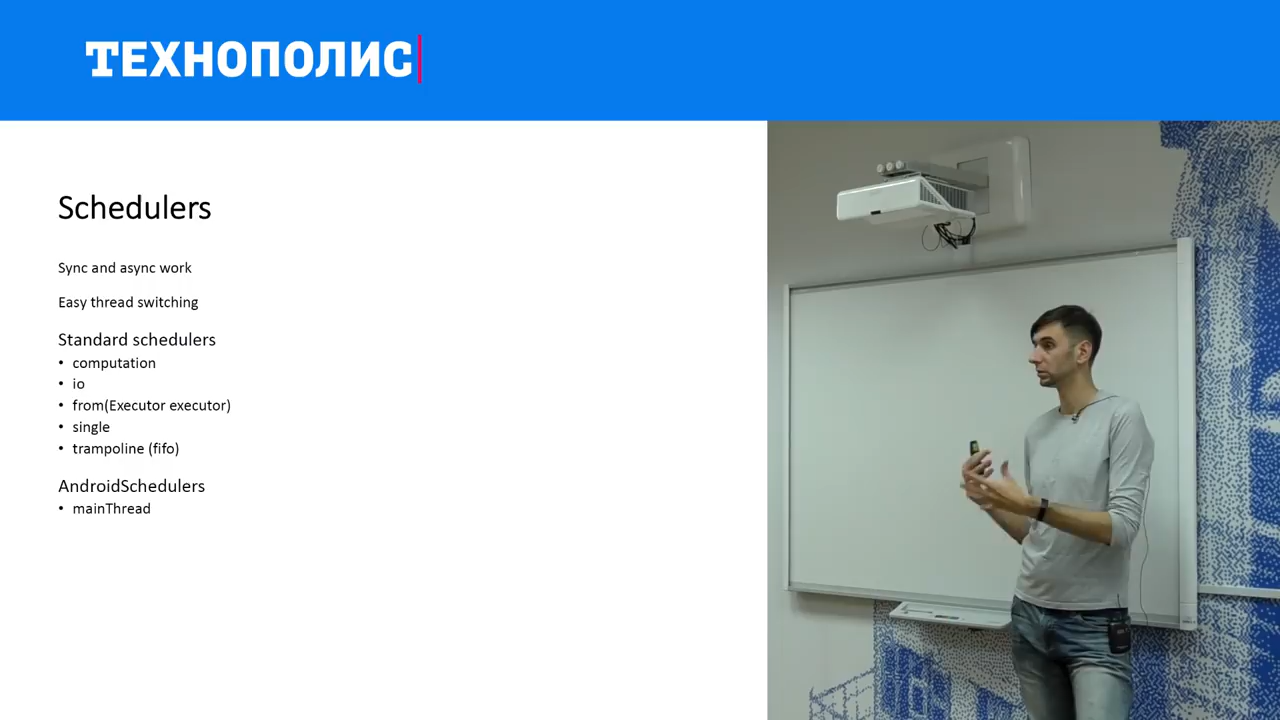 ТЕХНОПОЛИС
Schedulers
Sync and async work
Easy thread switching
Standard schedulers
• computation
• io
• from(Executor executor)
• single
• trampoline (fifo)
AndroidSchedulers
• mainThread